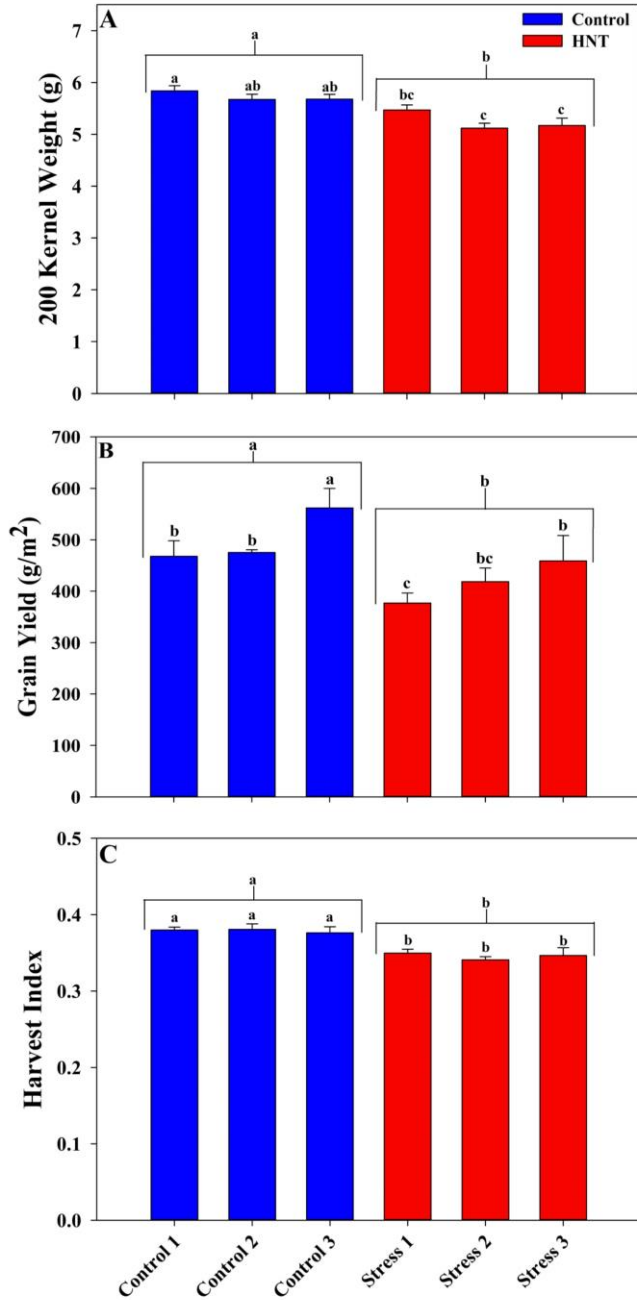 A
Control
HNT
200 Kernel Weight (g)
7
6
5
4
3
2
1
0
a
b
a
ab
ab
bc
c
c
B
Grain Yield (g/m²)
700
600
500
400
300
200
100
0
a
b
b
b
a
c
bc
b
C
Harvest Index
0.5
0.4
0.3
0.2
0.1
0.0
a
b
a
a
a
b
b
b
Control 1
Control 2
Control 3
Stress 1
Stress 2
Stress 3